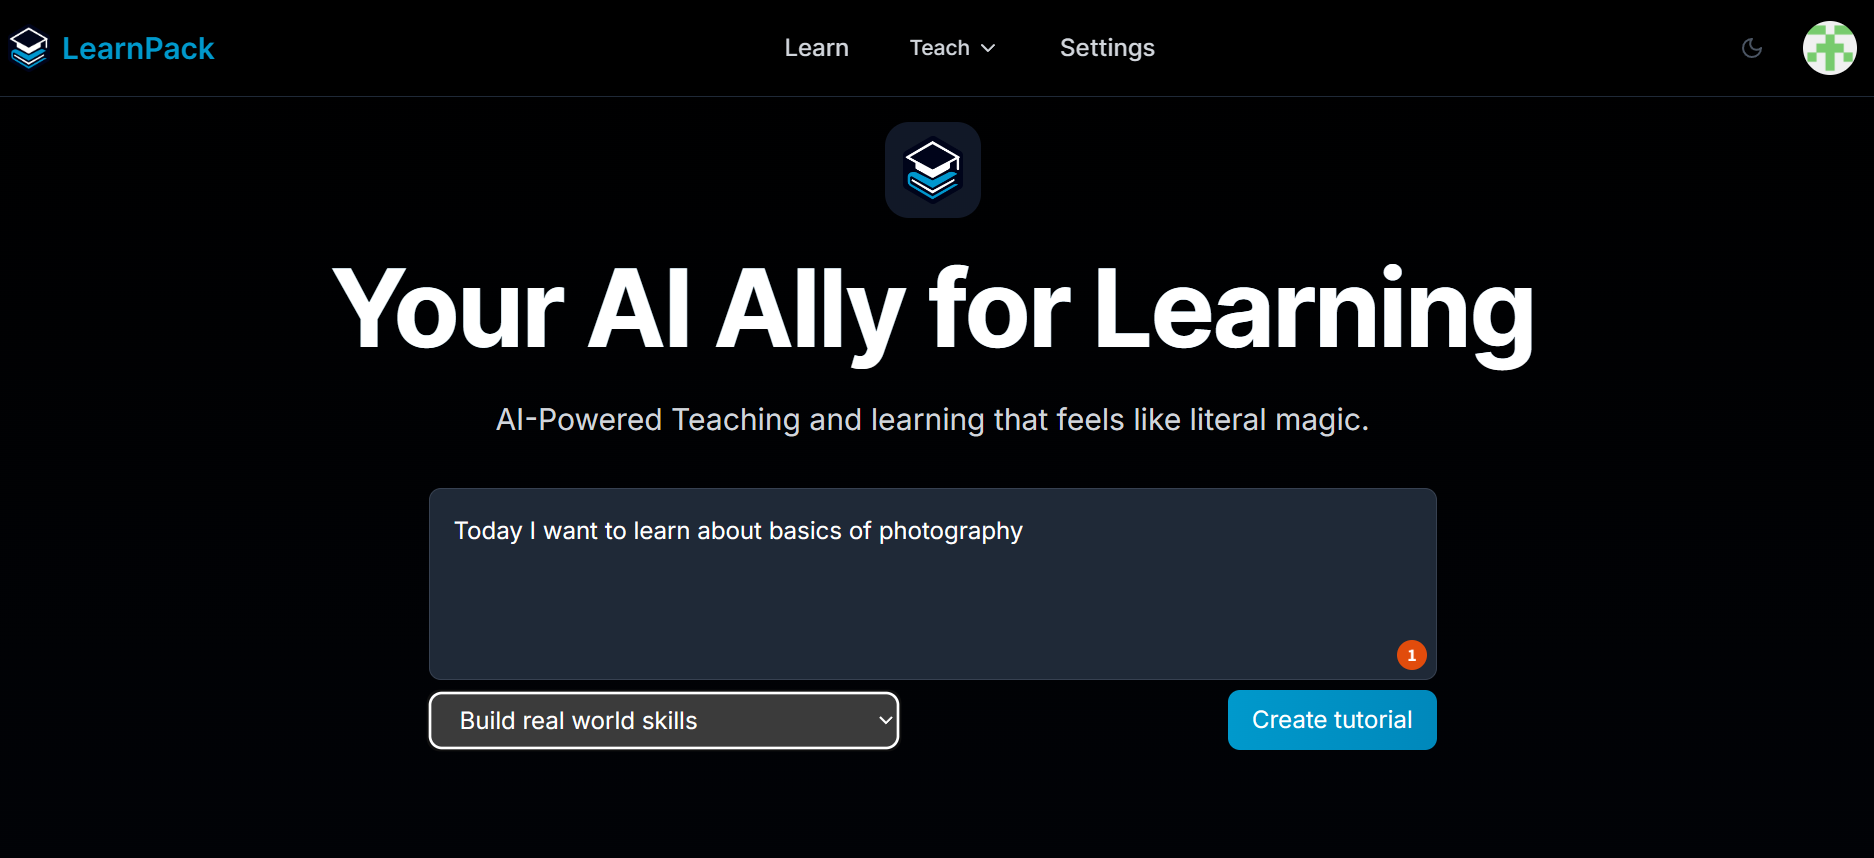 LearnPack
Learn
Teach
Settings
Your AI Ally for Learning
AI-Powered Teaching and learning that feels like literal magic.
Today I want to learn about basics of photography
1
Build real world skills
Create tutorial